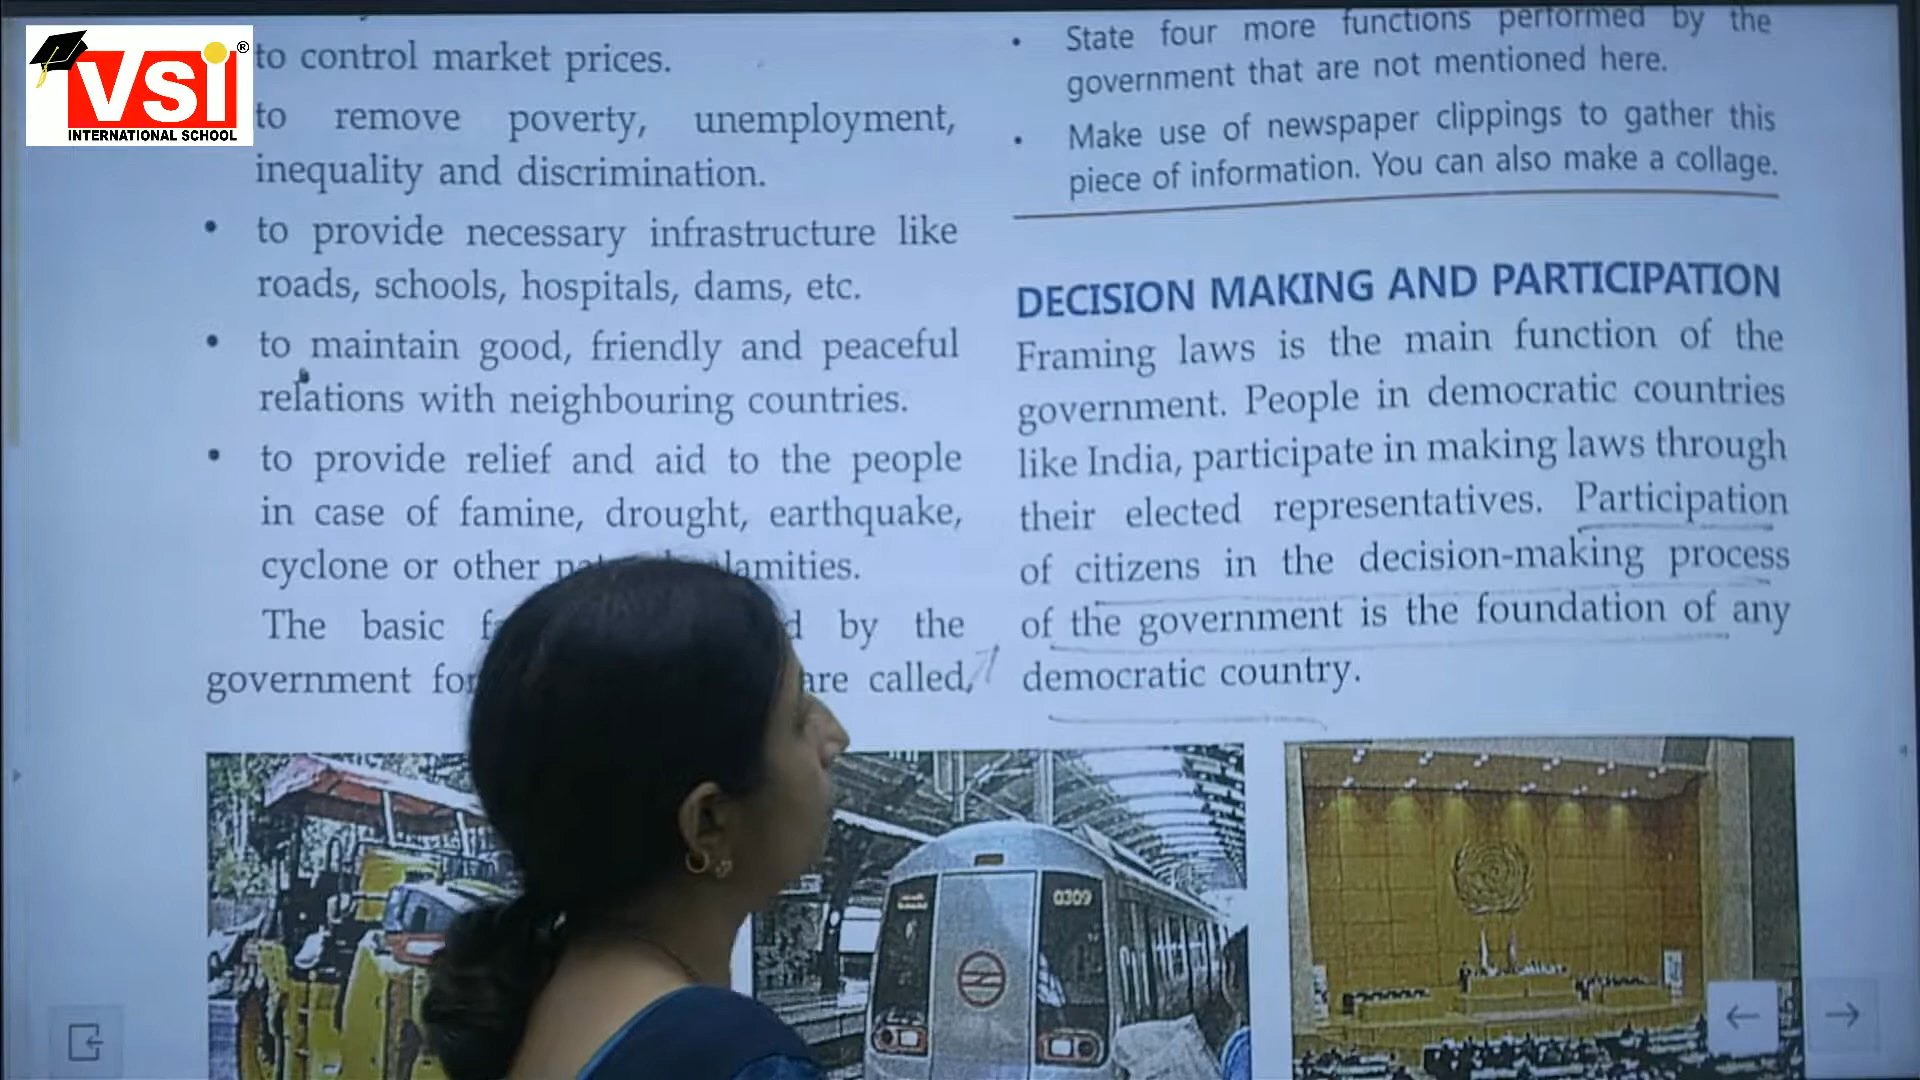 VSI®
INTERNATIONAL SCHOOL
to control market prices.
to remove poverty, unemployment,
inequality and discrimination.
• to provide necessary infrastructure like
roads, schools, hospitals, dams, etc.
• to maintain good, friendly and peaceful
relations with neighbouring countries.
• to provide relief and aid to the people
in case of famine, drought, earthquake,
cyclone or other
The basic by the
government are called,
• State four more functions performed by the
government that are not mentioned here.
• Make use of newspaper clippings to gather this
piece of information. You can also make a collage.
DECISION MAKING AND PARTICIPATION
Framing laws is the main function of the
government. People in democratic countries
like India, participate in making laws through
their elected representatives. Participation
of citizens in the decision-making process
of the government is the foundation of any
democratic country.
0309